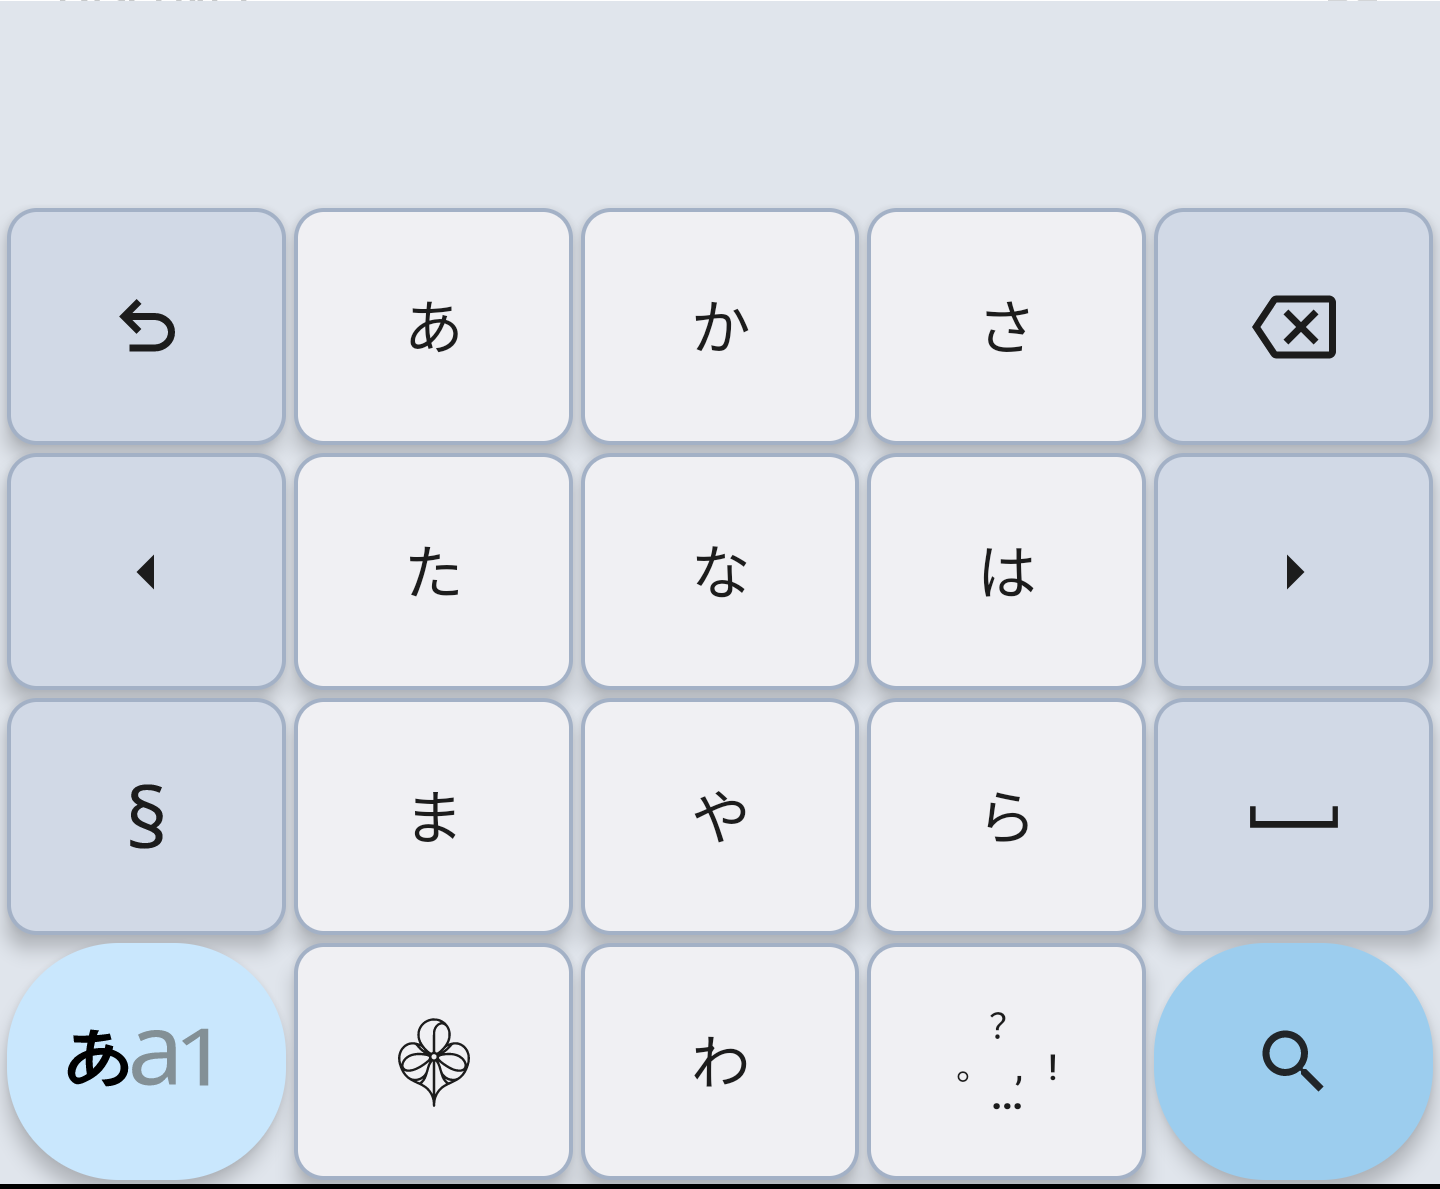 あ か さ
た な は
§ ま や ら
あa1 わ ?
。 , !
…